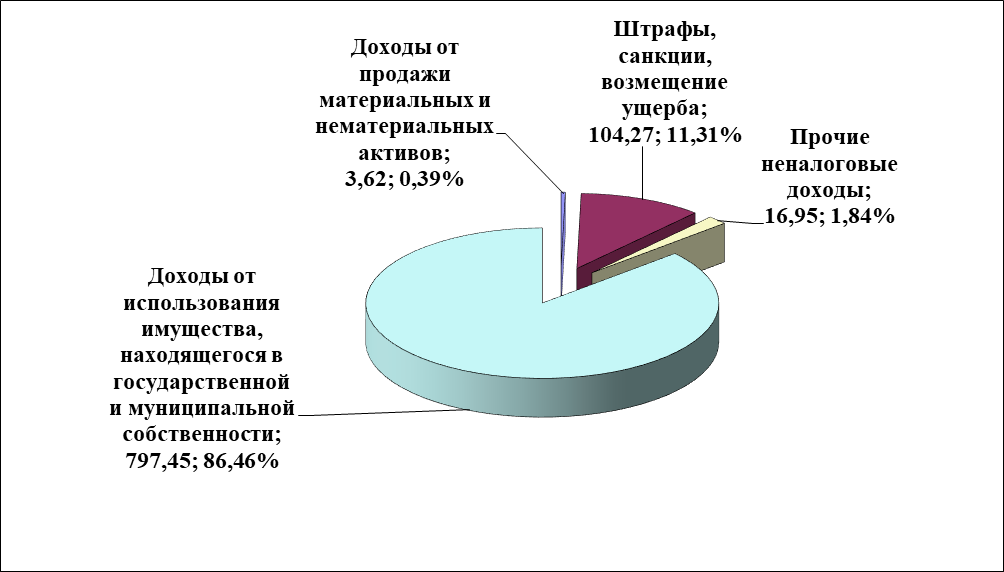 Доходы от
продажи
материальных и
нематериальных
активов;
3,62; 0,39%
Штрафы,
санкции,
возмещение
ущерба;
104,27; 11,31%
Прочие
неналоговые
доходы;
16,95; 1,84%
Доходы от
использования
имущества,
находящегося в
государственной
и муниципальной
собственности;
797,45; 86,46%